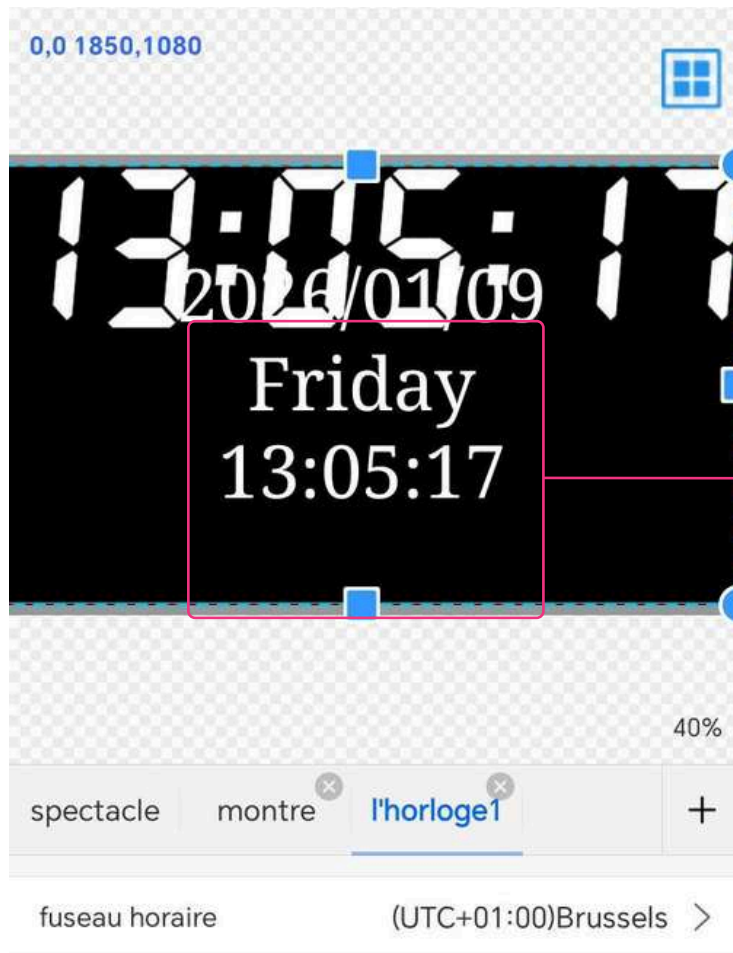 0,0 1850,1080
13:05:17
2026/01/09
Friday
13:05:17
40%
spectacle montre l'horloge1 +
fuseau horaire (UTC+01:00)Brussels >